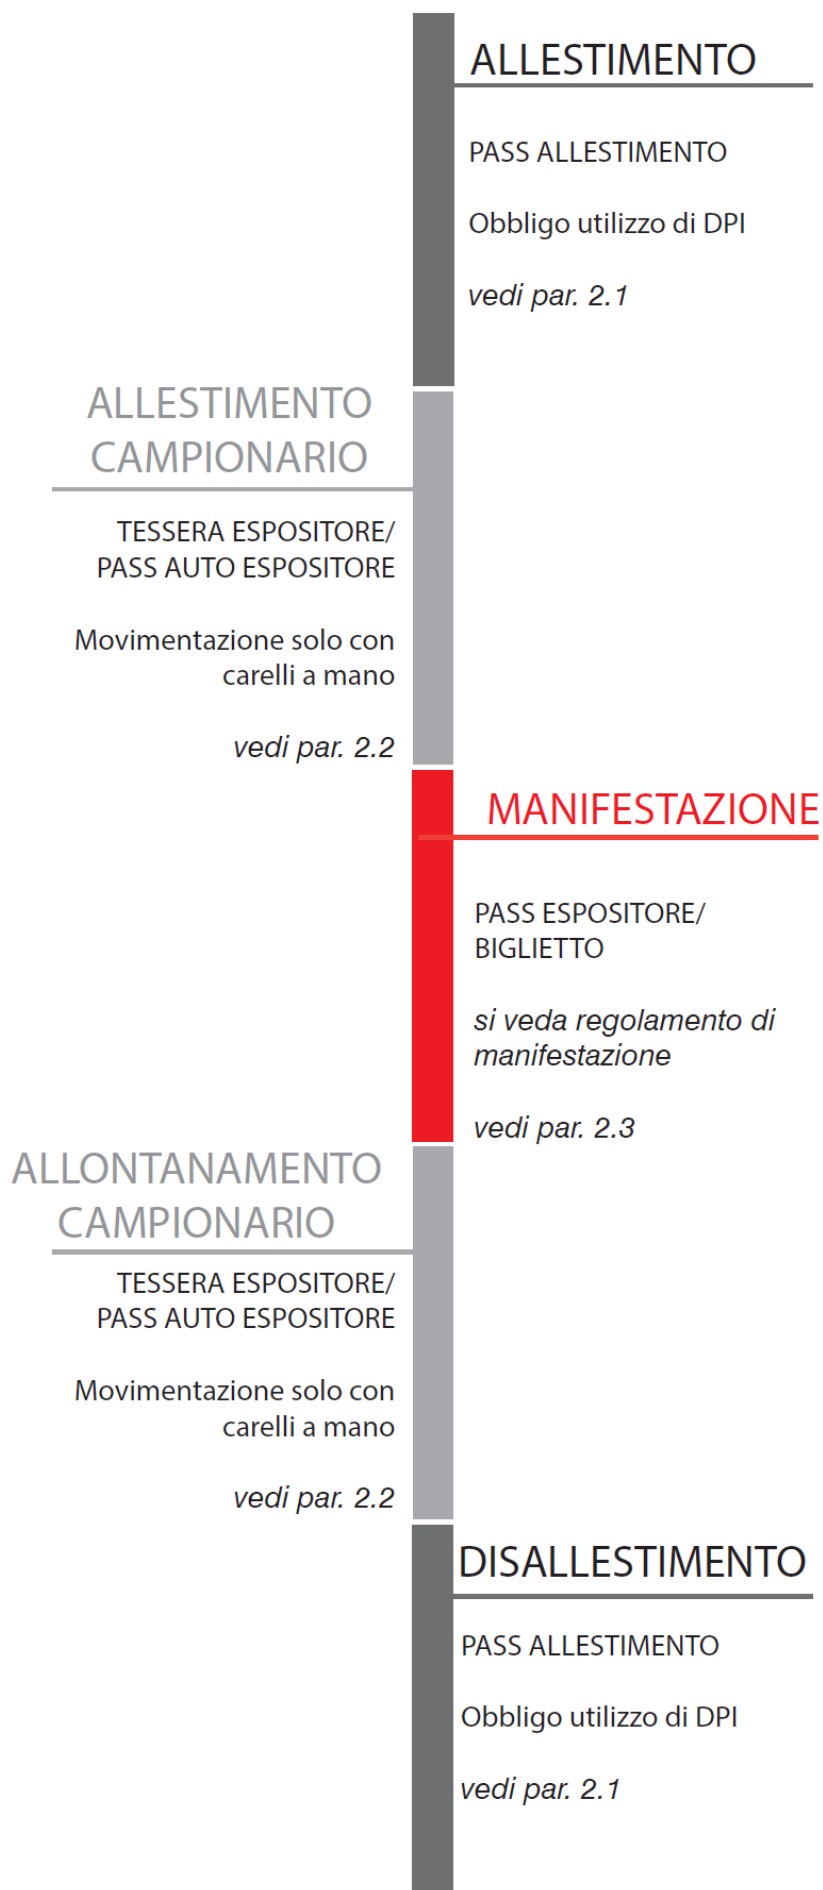 ALLESTIMENTO
PASS ALLESTIMENTO
Obbligo utilizzo di DPI
vedi par. 2.1
ALLESTIMENTO
CAMPIONARIO
TESSERA ESPOSITORE/
PASS AUTO ESPOSITORE
Movimentazione solo con
carelli a mano
vedi par. 2.2
MANIFESTAZIONE
PASS ESPOSITORE/
BIGLIETTO
si veda regolamento di
manifestazione
vedi par. 2.3
ALLONTANAMENTO
CAMPIONARIO
TESSERA ESPOSITORE/
PASS AUTO ESPOSITORE
Movimentazione solo con
carelli a mano
vedi par. 2.2
DISALLESTIMENTO
PASS ALLESTIMENTO
Obbligo utilizzo di DPI
vedi par. 2.1